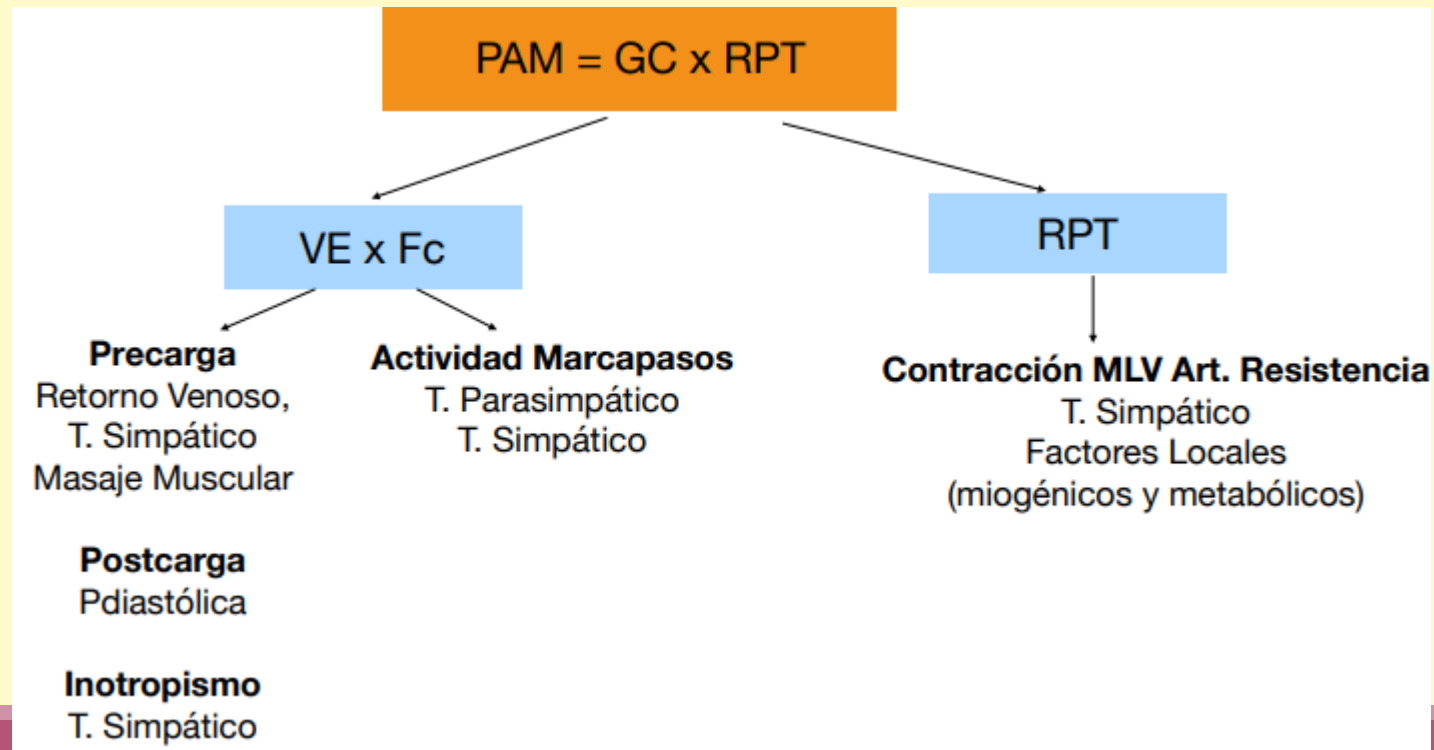 PAM = GC x RPT
VE x Fc
RPT
Precarga
Retorno Venoso,
T. Simpático
Masaje Muscular
Postcarga
Pdiastólica
Inotropismo
T. Simpático
Actividad Marcapasos
T. Parasimpático
T. Simpático
Contracción MLV Art. Resistencia
T. Simpático
Factores Locales
(miogénicos y metabólicos)